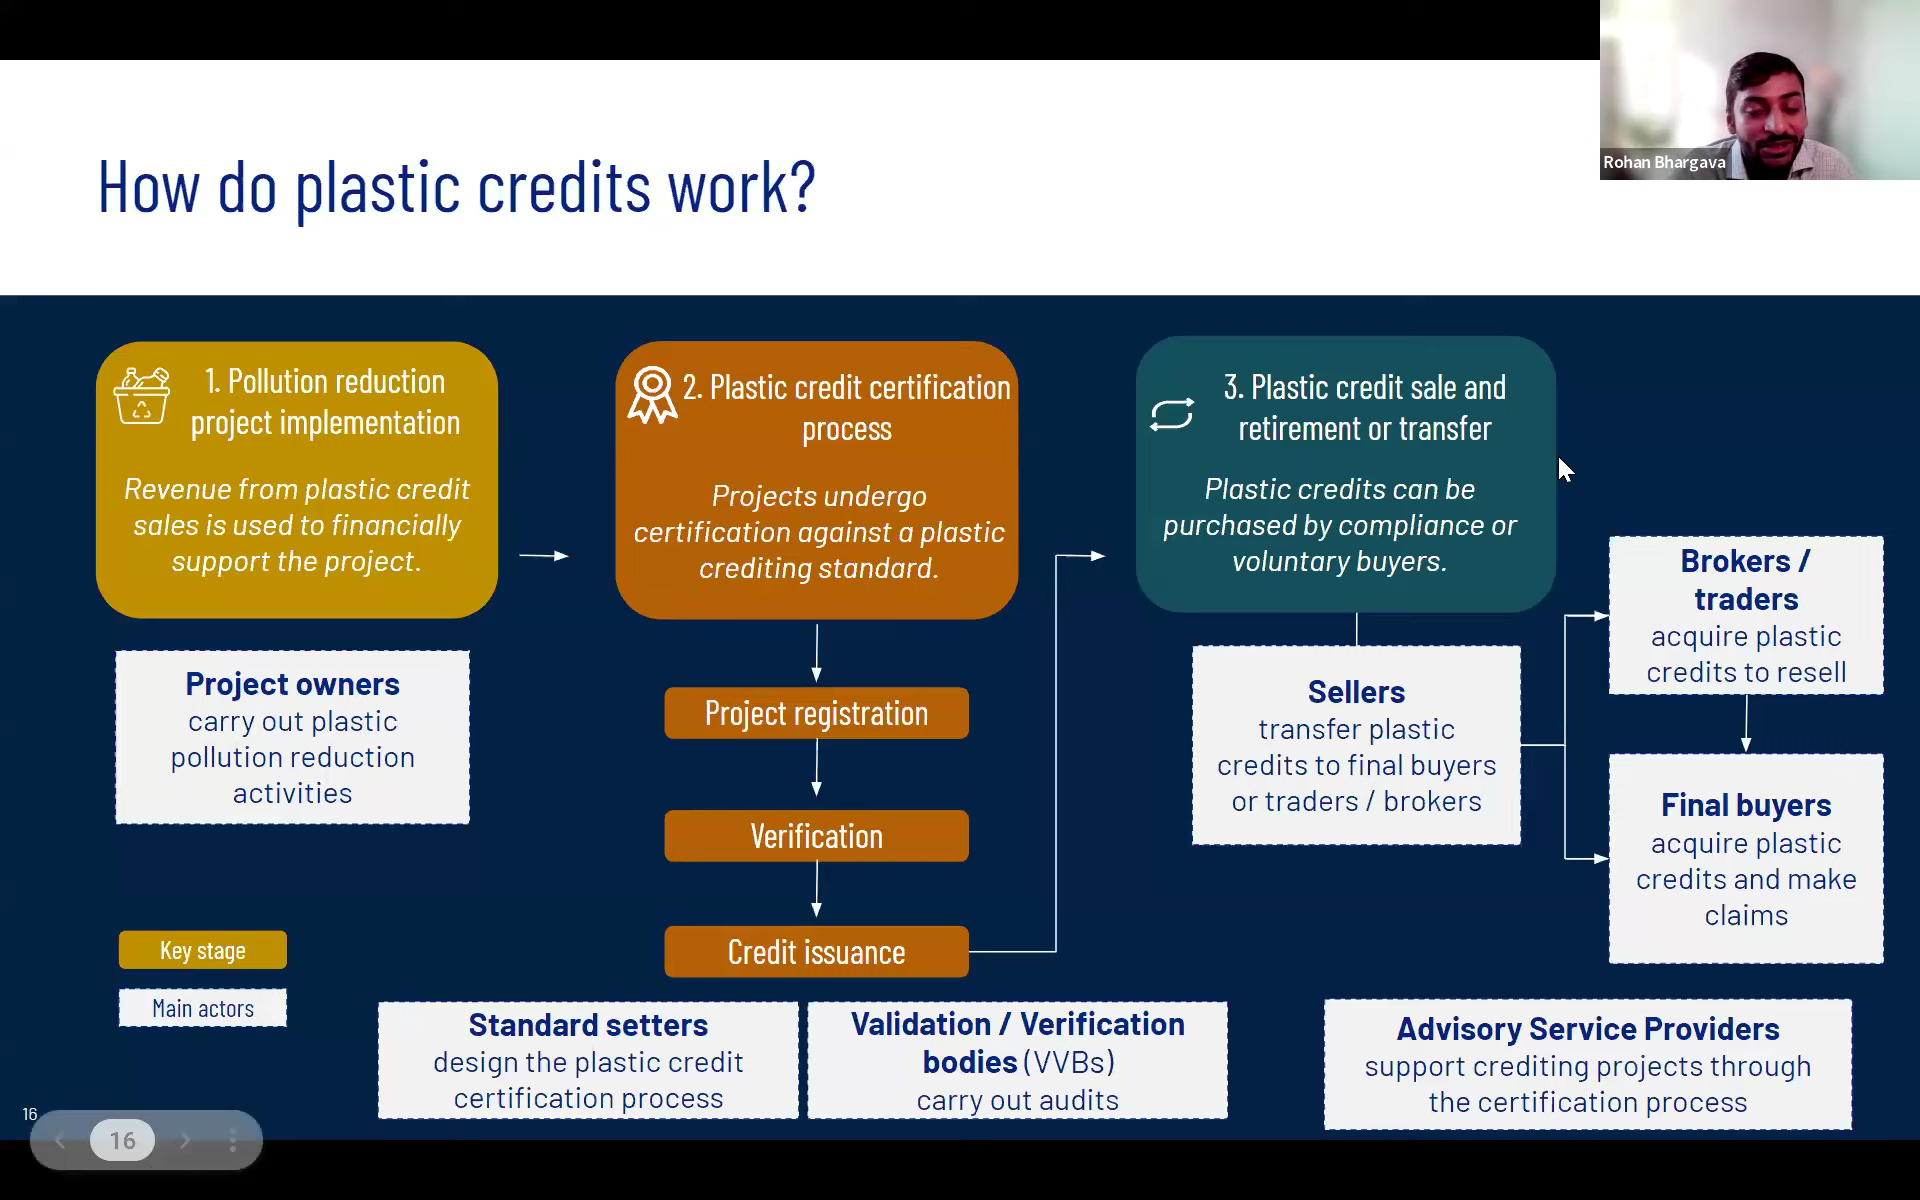 Rohan Bhargava
How do plastic credits work?
1. Pollution reduction
project implementation
Revenue from plastic credit
sales is used to financially
support the project.
Project owners
carry out plastic
pollution reduction
activities
2. Plastic credit certification
process
Projects undergo
certification against a plastic
crediting standard.
Project registration
Verification
Credit issuance
3. Plastic credit sale and
retirement or transfer
Plastic credits can be
purchased by compliance or
voluntary buyers.
Sellers
transfer plastic
credits to final buyers
or traders / brokers
Brokers /
traders
acquire plastic
credits to resell
Final buyers
acquire plastic
credits and make
claims
Key stage
Main actors
Standard setters
design the plastic credit
certification process
Validation / Verification
bodies (VVBs)
carry out audits
Advisory Service Providers
support crediting projects through
the certification process
16
16